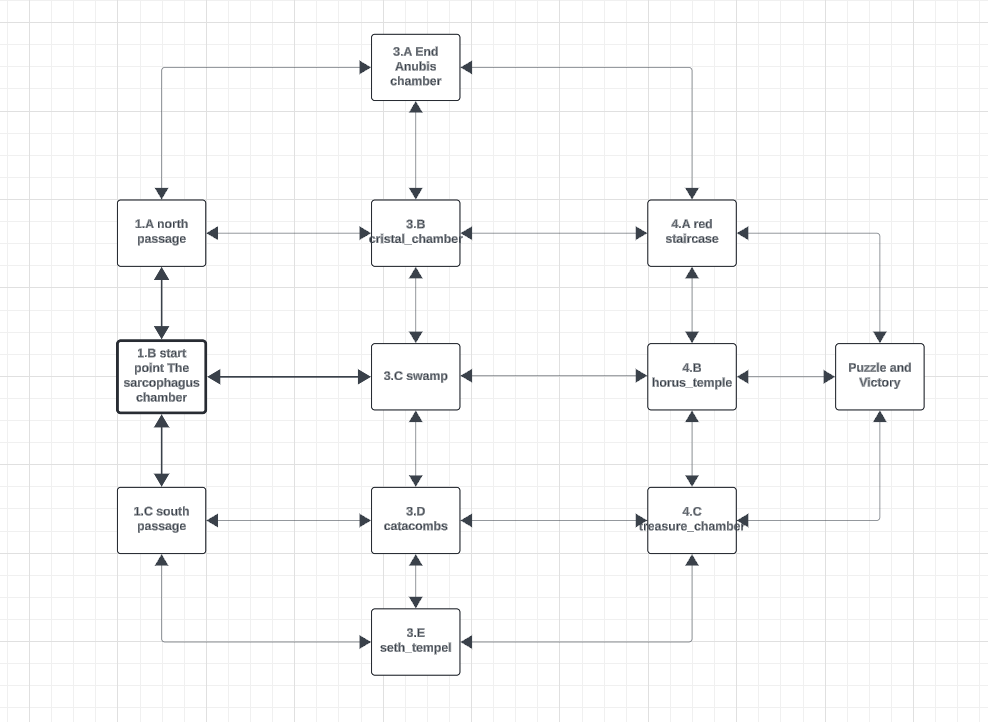 3.A End
Anubis
chamber
1.A north
passage
3.B
cristal_chamber
4.A red
staircase
1.B start
point The
sarcophagus
chamber
3.C swamp
4.B
horus_temple
Puzzle and
Victory
1.C south
passage
3.D
catacombs
4.C
treasure_chamber
3.E
seth_tempel